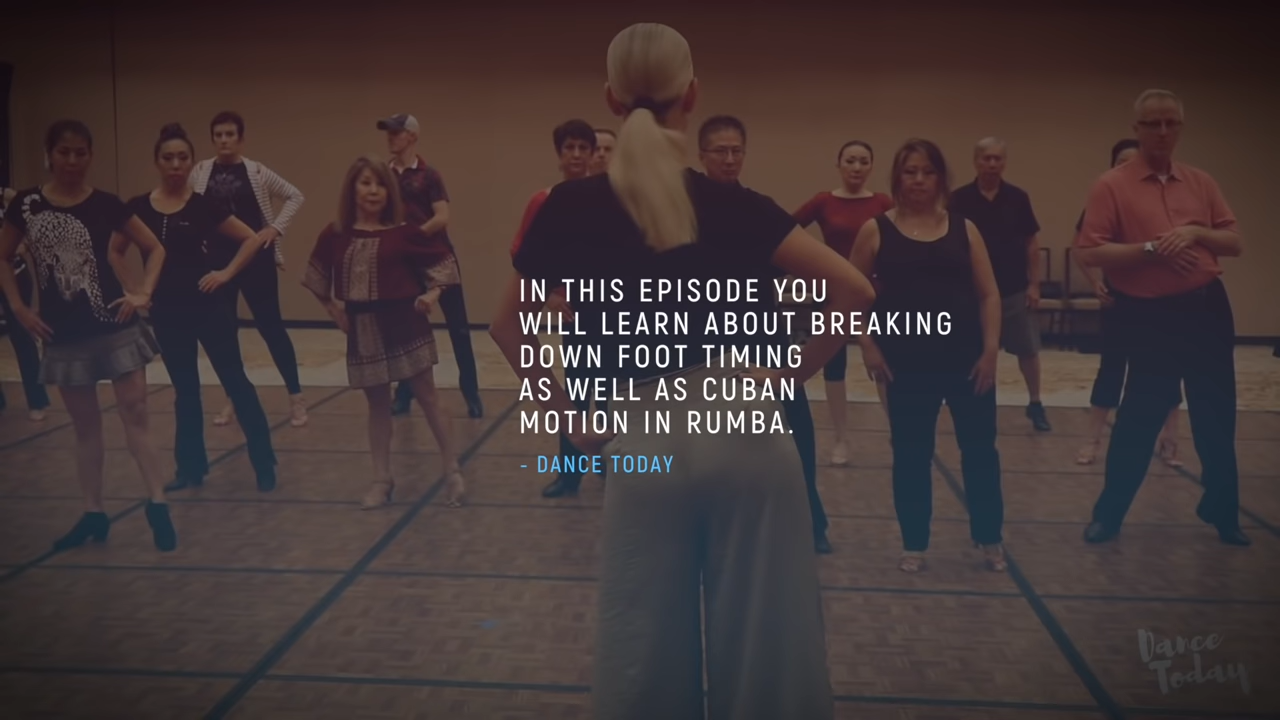 IN THIS EPISODE YOU
WILL LEARN ABOUT BREAKING
DOWN FOOT TIMING
AS WELL AS CUBAN
MOTION IN RUMBA.
- DANCE TODAY
Dance
Today